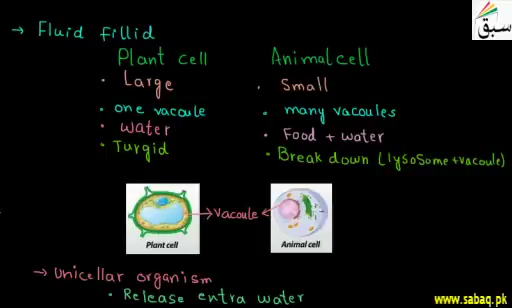 → Fluid fillid
سبق
Plant cell
Animal cell
· Large
· Small
· one vacoule
· many vacoules
· Water
· Food + water
· Turgid
· Break down (lysosome + vacoule)
→ vacoule ←
Plant cell
Animal cell
→ Unicellar organism
· Release entra water
www.sabaq.pk